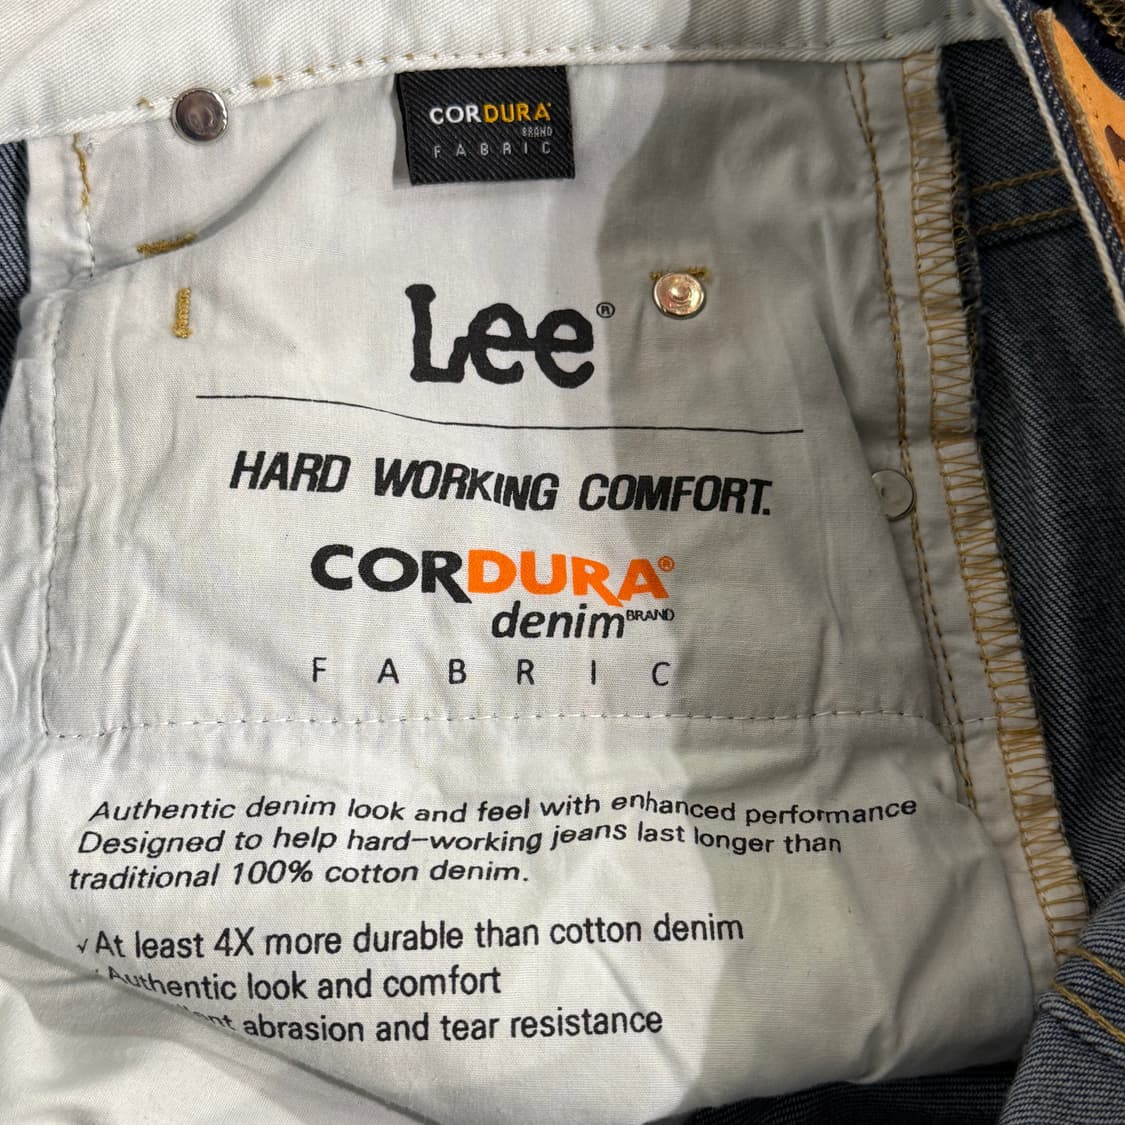 CORDURA®
BRAND
FABRIC
Lee®
HARD WORKING COMFORT.
CORDURA®
denim BRAND
FABRIC
Authentic denim look and feel with enhanced performance
Designed to help hard-working jeans last longer than
traditional 100% cotton denim.
✓At least 4X more durable than cotton denim
Authentic look and comfort
abrasion and tear resistance